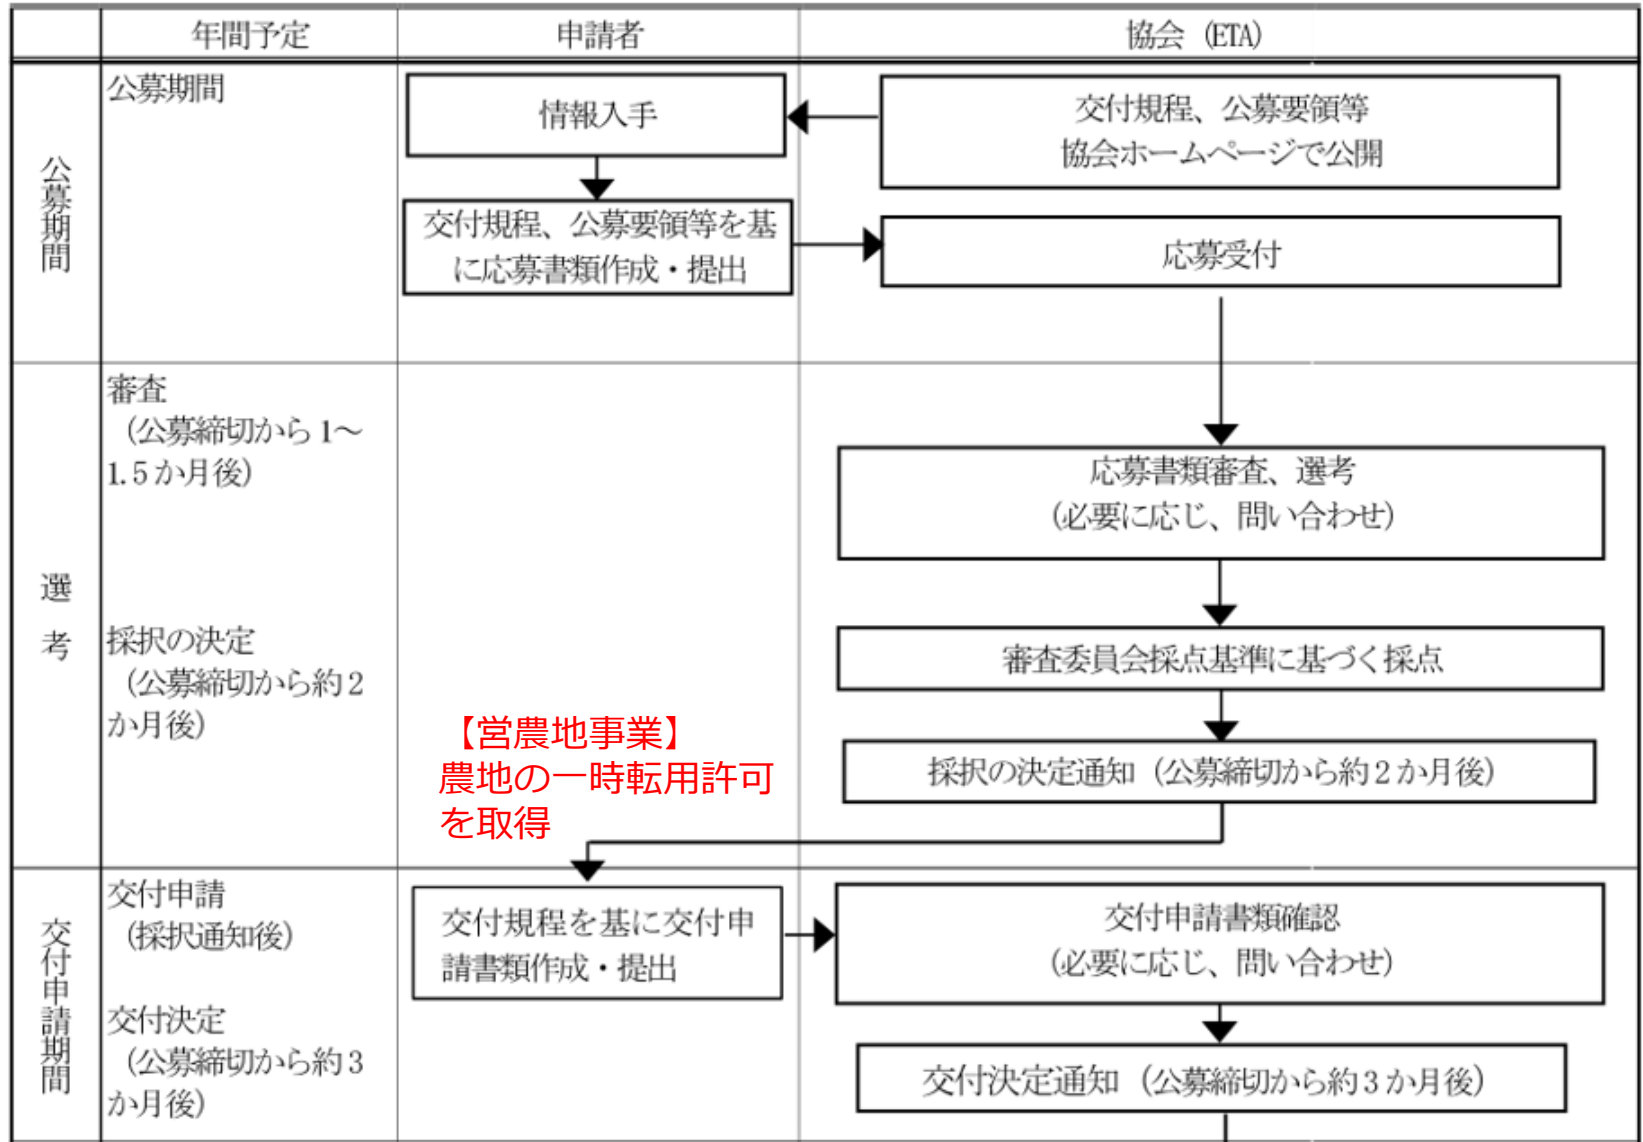 年間予定
申請者
協会 (ETA)
公募期間
公募期間
情報入手
交付規程、公募要領等
協会ホームページで公開
交付規程、公募要領等を基
に応募書類作成・提出
応募受付
選考
審査
(公募締切から1～
1.5か月後)
応募書類審査、選考
(必要に応じ、問い合わせ)
審査委員会採点基準に基づく採点
採択の決定
(公募締切から約2
か月後)
【営農地事業】
農地の一時転用許可
を取得
採択の決定通知 (公募締切から約2か月後)
交付申請期間
交付申請
(採択通知後)
交付規程を基に交付申
請書類作成・提出
交付申請書類確認
(必要に応じ、問い合わせ)
交付決定
(公募締切から約3
か月後)
交付決定通知 (公募締切から約3か月後)